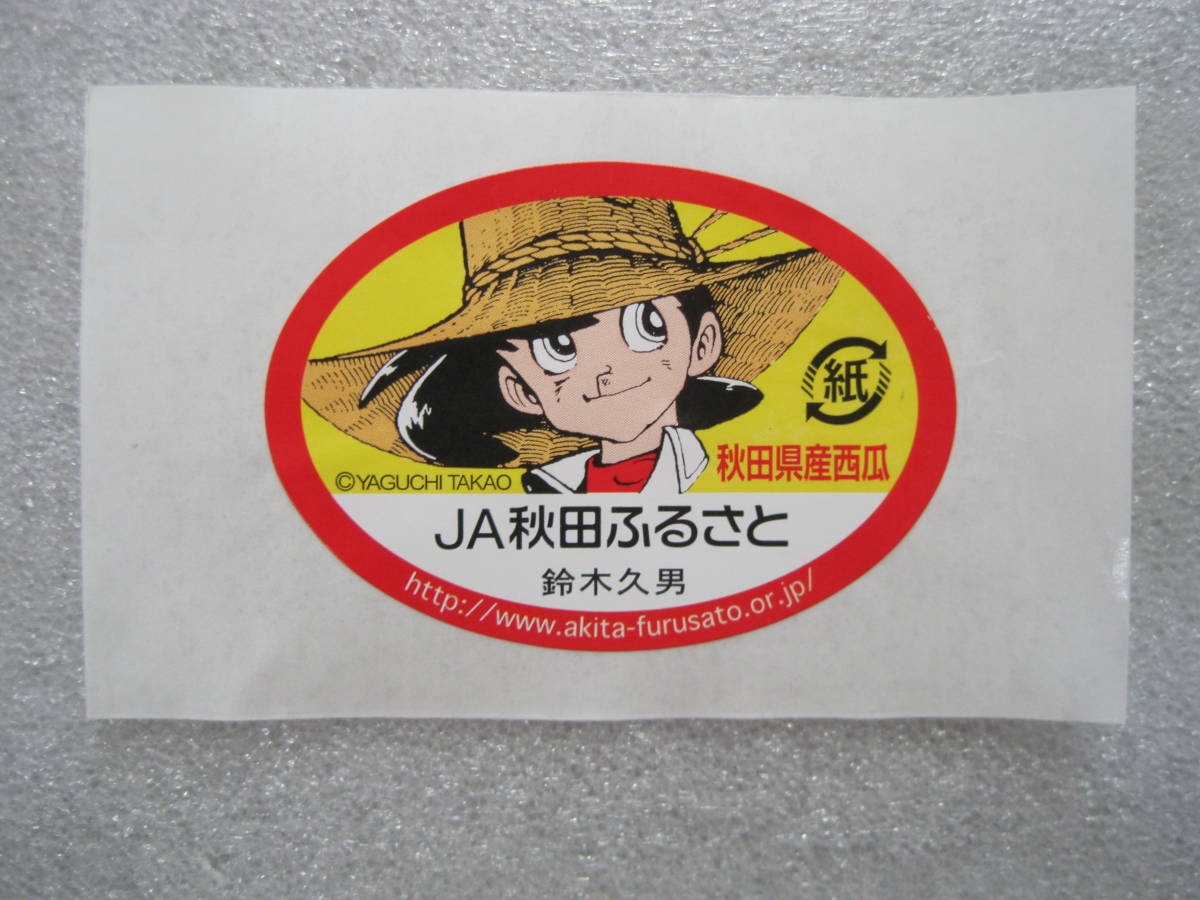 紙
秋田県産西瓜
©YAGUCHI TAKAO
JA秋田ふるさと
鈴木久男
http://www.akita-furusato.or.jp/